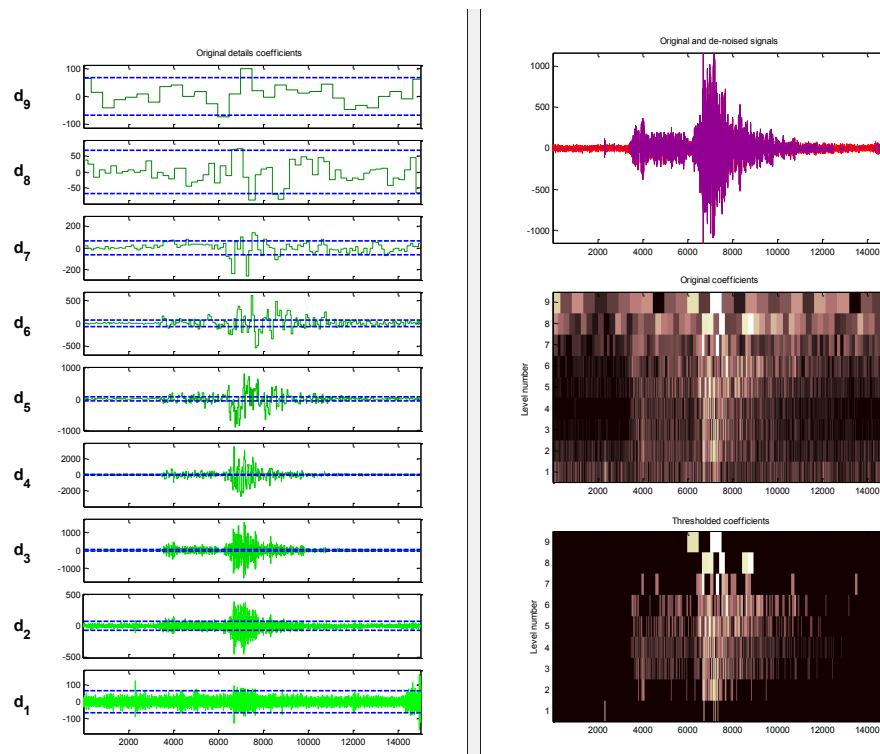 Original details coefficients
d9
100
0
-100
d8
50
0
-50
d7
200
0
-200
d6
500
0
-500
d5
1000
0
-1000
d4
2000
0
-2000
d3
1000
0
-1000
d2
500
0
-500
d1
100
0
-100
2000 4000 6000 8000 10000 12000 14000
Original and de-noised signals
1000
500
0
-500
-1000
2000 4000 6000 8000 10000 12000 1400
Original coefficients
Level number
9
8
7
6
5
4
3
2
1
2000 4000 6000 8000 10000 12000 1400
Thresholded coefficients
Level number
9
8
7
6
5
4
3
2
1
2000 4000 6000 8000 10000 12000 1400